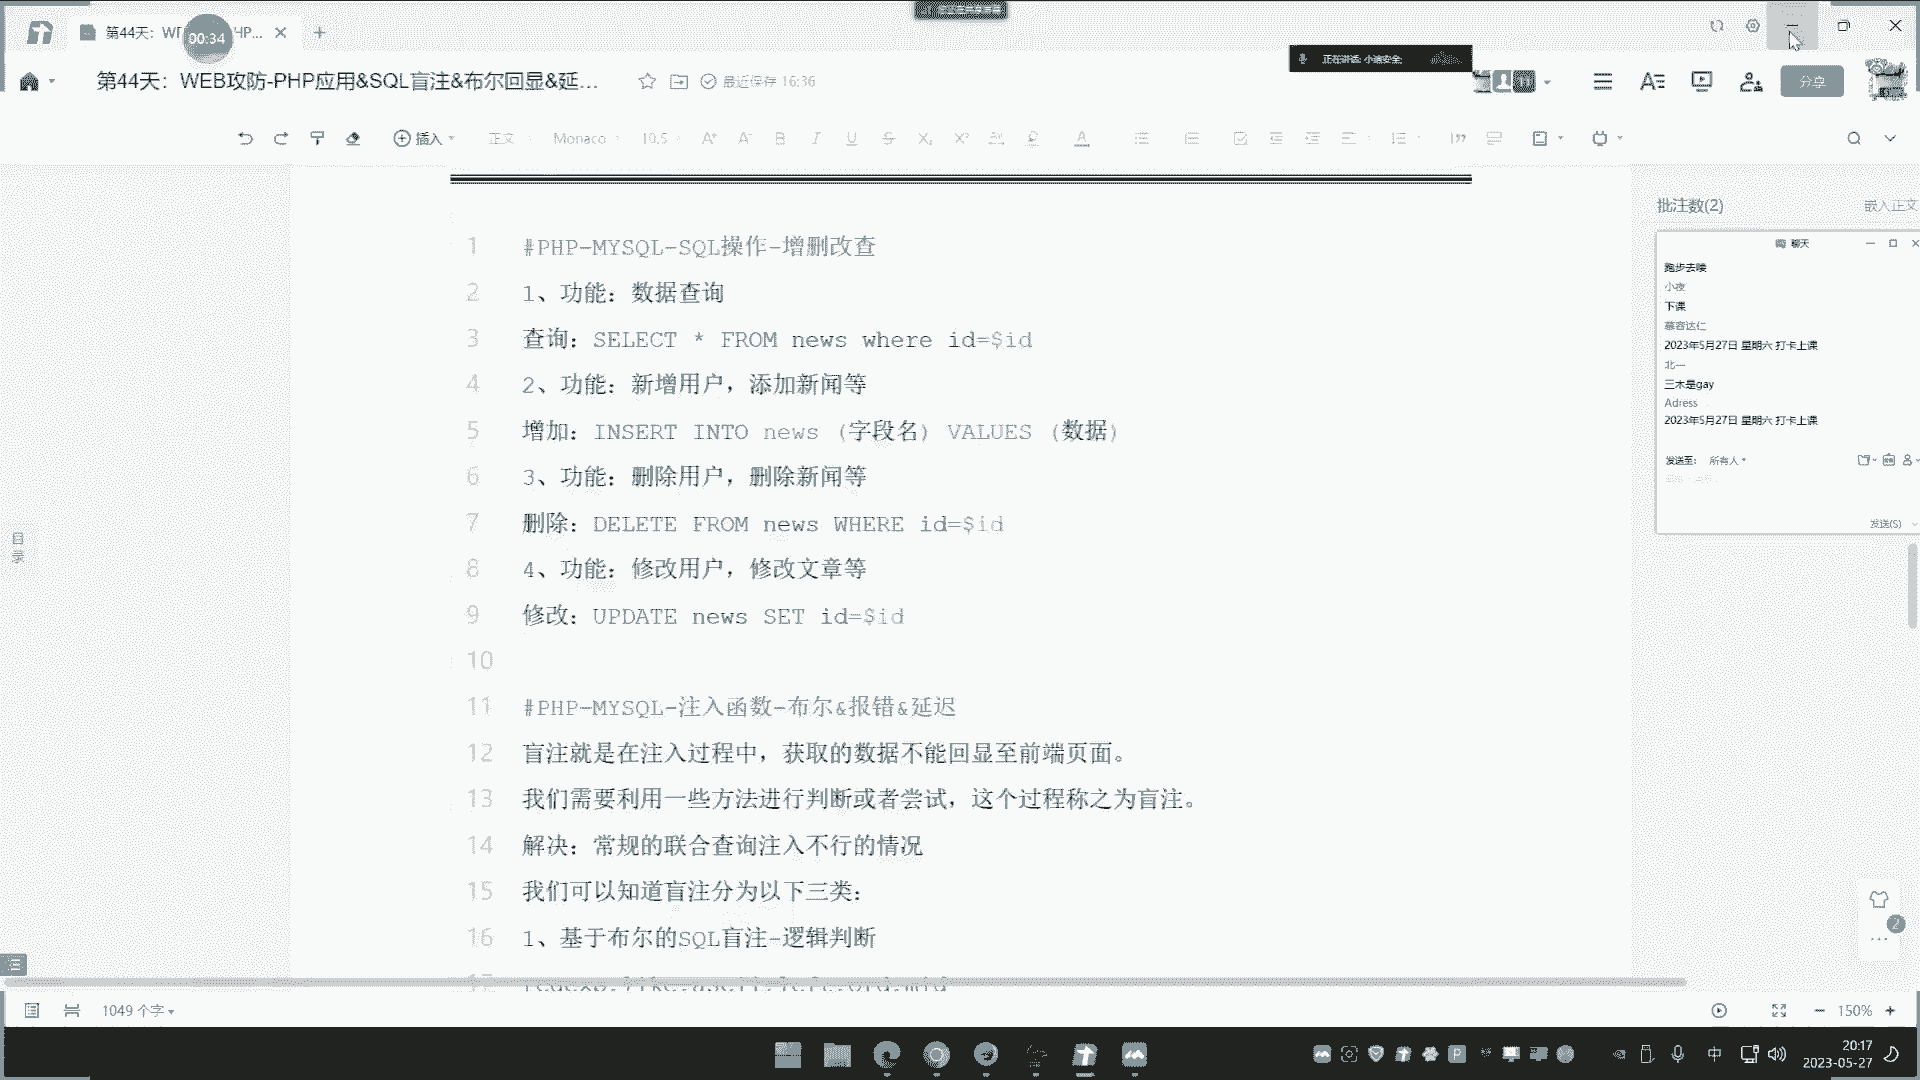 第44天：WE
HP...
00:34
正在讲话: 小迪安全;
第44天：WEB攻防-PHP应用&SQL盲注&布尔回显&延...
最近保存 16:36
分享
插入
正文
Monaco
10.5
批注数(2)
嵌入正文
1 #PHP-MYSQL-SQL操作-增删改查
2 1、功能：数据查询
3 查询：SELECT * FROM news where id=$id
4 2、功能：新增用户，添加新闻等
5 增加：INSERT INTO news (字段名) VALUES (数据)
6 3、功能：删除用户，删除新闻等
7 删除：DELETE FROM news WHERE id=$id
8 4、功能：修改用户，修改文章等
9 修改：UPDATE news SET id=$id
10
11 #PHP-MYSQL-注入函数-布尔&报错&延迟
12 盲注就是在注入过程中，获取的数据不能回显至前端页面。
13 我们需要利用一些方法进行判断或者尝试，这个过程称之为盲注。
14 解决：常规的联合查询注入不行的情况
15 我们可以知道盲注分为以下三类：
16 1、基于布尔的SQL盲注-逻辑判断
聊天
跑步去喽
小夜
下课
慕容达仁
2023年5月27日 星期六 打卡上课
北一
三木是gay
Adress
2023年5月27日 星期六 打卡上课
发送至: 所有人
发送(S)
目录
2
1049 个字
150%
中
20:17
2023-05-27